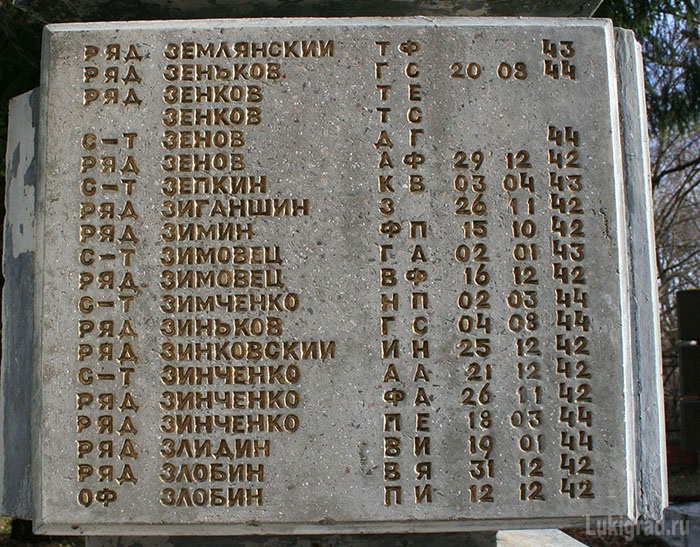 РЯД ЗЕМЛЯНСКИЙ Т Ф 43
РЯД ЗЕНЬКОВ Г С 20 08 44
РЯД ЗЕНКОВ Т Е
ЗЕНКОВ Т С
С-Т ЗЕНОВ Д Г 44
РЯД ЗЕНОВ А Ф 29 12 42
С-Т ЗЕПКИН К В 03 04 43
РЯД ЗИГАНШИН З 26 11 42
РЯД ЗИМИН Ф П 15 10 42
С-Т ЗИМОВЕЦ Г А 02 01 43
РЯД ЗИМОВЕЦ В Ф 16 12 42
С-Т ЗИМЧЕНКО Н П 02 03 44
РЯД ЗИНЬКОВ Г С 04 08 44
РЯД ЗИНКОВСКИЙ И Н 25 12 42
С-Т ЗИНЧЕНКО А А 21 12 42
РЯД ЗИНЧЕНКО Ф А 26 11 42
РЯД ЗИНЧЕНКО П Е 18 03 44
РЯД ЗЛИДИН В И 19 01 44
РЯД ЗЛОБИН В Я 31 12 42
ОФ ЗЛОБИН П И 12 12 42
Lukigrad.ru